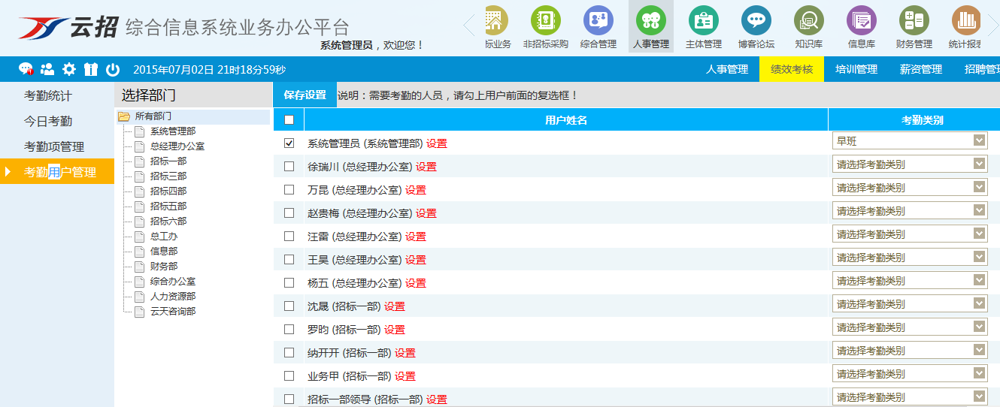 云招 综合信息系统业务办公平台
系统管理员，欢迎您！
标业务 非招标采购 综合管理 人事管理 主体管理 博客论坛 知识库 信息库 财务管理 统计报表
2015年07月02日 21时18分59秒 人事管理 绩效考核 培训管理 薪资管理 招聘管理
考勤统计
今日考勤
考勤项管理
考勤用户管理
选择部门
所有部门
系统管理部
总经理办公室
招标一部
招标三部
招标四部
招标五部
招标六部
总工办
信息部
财务部
综合办公室
人力资源部
云天咨询部
保存设置 说明：需要考勤的人员，请勾上用户前面的复选框！
用户姓名 考勤类别
系统管理员 (系统管理部) 设置 早班
徐瑞川 (总经理办公室) 设置 请选择考勤类别
万昆 (总经理办公室) 设置 请选择考勤类别
赵贵梅 (总经理办公室) 设置 请选择考勤类别
汪雷 (总经理办公室) 设置 请选择考勤类别
王昊 (总经理办公室) 设置 请选择考勤类别
杨五 (总经理办公室) 设置 请选择考勤类别
沈晟 (招标一部) 设置 请选择考勤类别
罗昀 (招标一部) 设置 请选择考勤类别
纳开开 (招标一部) 设置 请选择考勤类别
业务甲 (招标一部) 设置 请选择考勤类别
招标一部领导 (招标一部) 设置 请选择考勤类别